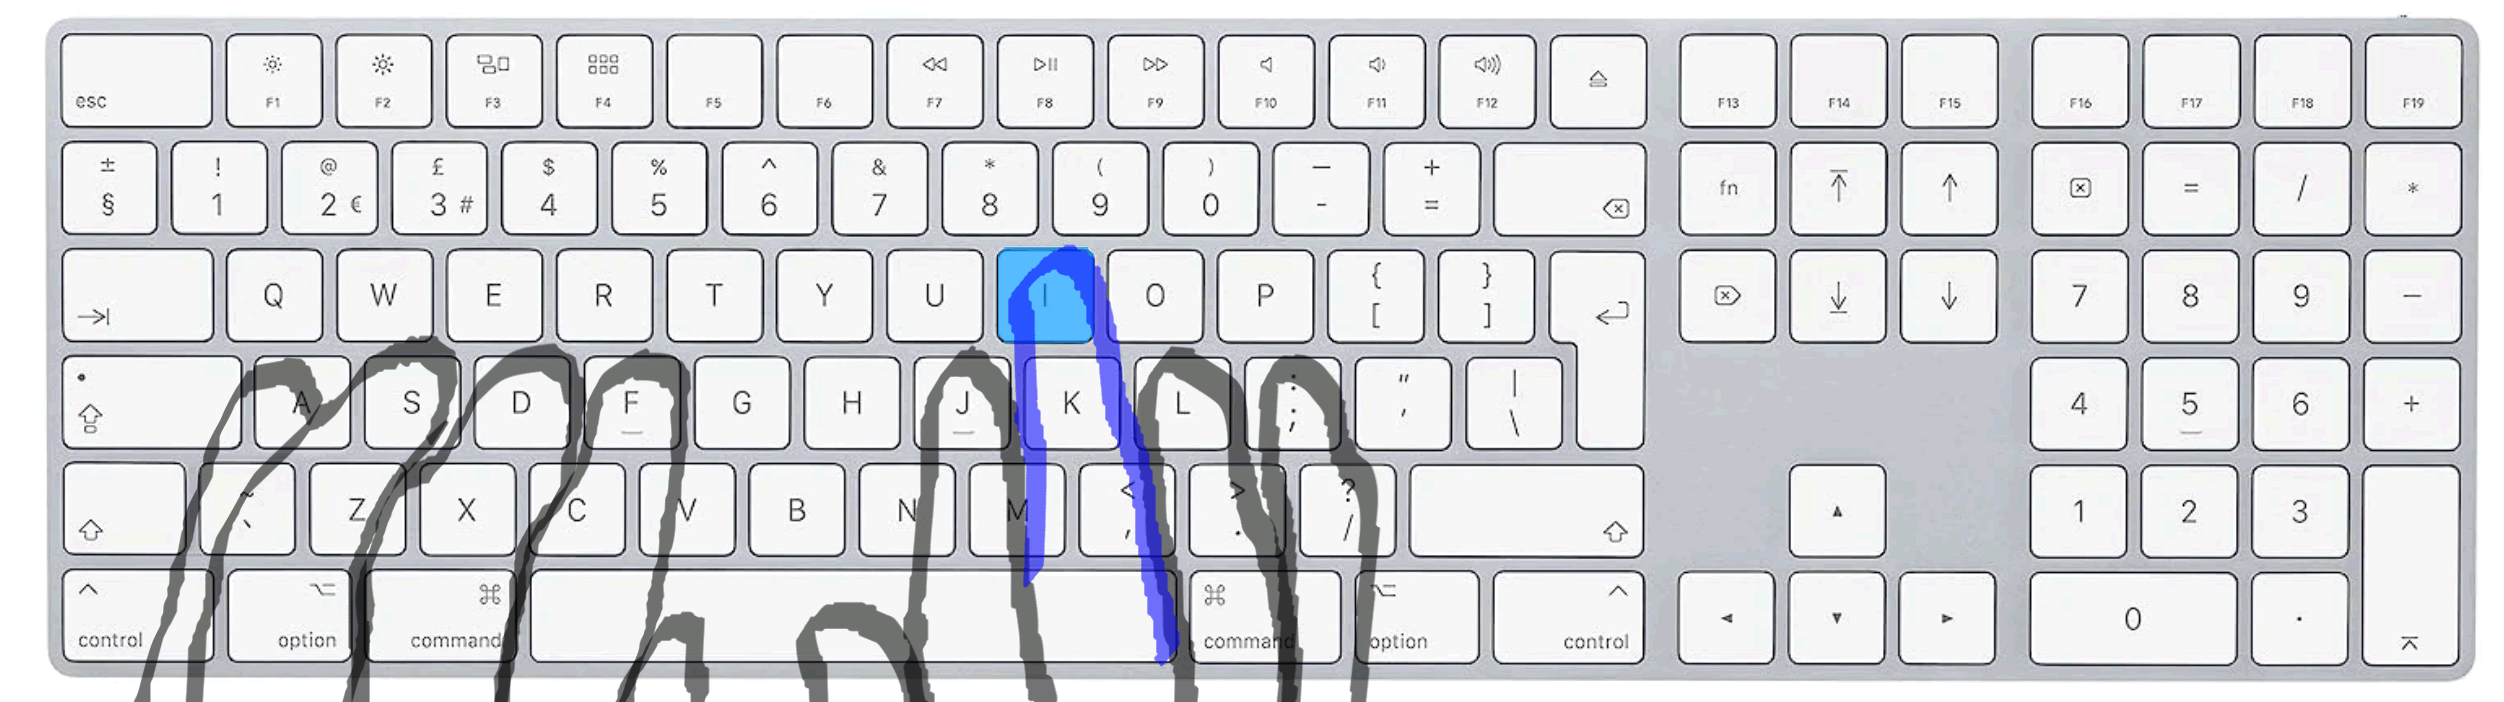 esc F1 F2 F3 F4 F5 F6 F7 F8 F9 F10 F11 F12 F13 F14 F15 F16 F17 F18 F19
± ! @ £ $ % ^ & * ( ) — +
§ 1 2 € 3 # 4 5 6 7 8 9 0 - = fn = / *
Q W E R T Y U I O P { [ } ] 7 8 9 —
A S D F G H J K L : ; " ' | \ 4 5 6 +
~ ` Z X C V B N M < , > . ? / 1 2 3
control option command command option control 0 .